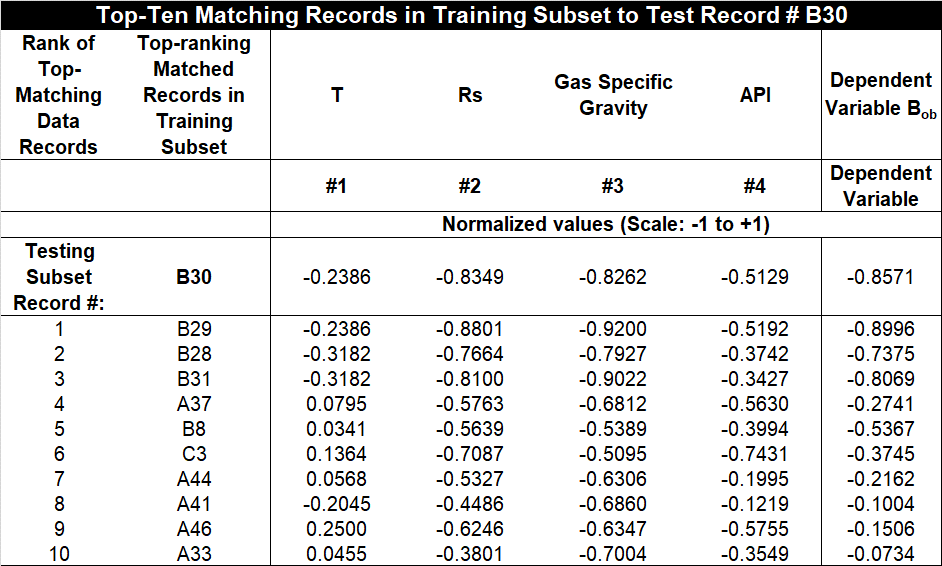 Top-Ten Matching Records in Training Subset to Test Record # B30
Rank of Top-Matching Data Records	Top-ranking Matched Records in Training Subset	T	Rs	Gas Specific Gravity	API	Dependent Variable Bob
#1	#2	#3	#4	Dependent Variable
Normalized values (Scale: -1 to +1)
Testing Subset Record #:	B30	-0.2386	-0.8349	-0.8262	-0.5129	-0.8571
1	B29	-0.2386	-0.8801	-0.9200	-0.5192	-0.8996
2	B28	-0.3182	-0.7664	-0.7927	-0.3742	-0.7375
3	B31	-0.3182	-0.8100	-0.9022	-0.3427	-0.8069
4	A37	0.0795	-0.5763	-0.6812	-0.5630	-0.2741
5	B8	0.0341	-0.5639	-0.5389	-0.3994	-0.5367
6	C3	0.1364	-0.7087	-0.5095	-0.7431	-0.3745
7	A44	0.0568	-0.5327	-0.6306	-0.1995	-0.2162
8	A41	-0.2045	-0.4486	-0.6860	-0.1219	-0.1004
9	A46	0.2500	-0.6246	-0.6347	-0.5755	-0.1506
10	A33	0.0455	-0.3801	-0.7004	-0.3549	-0.0734